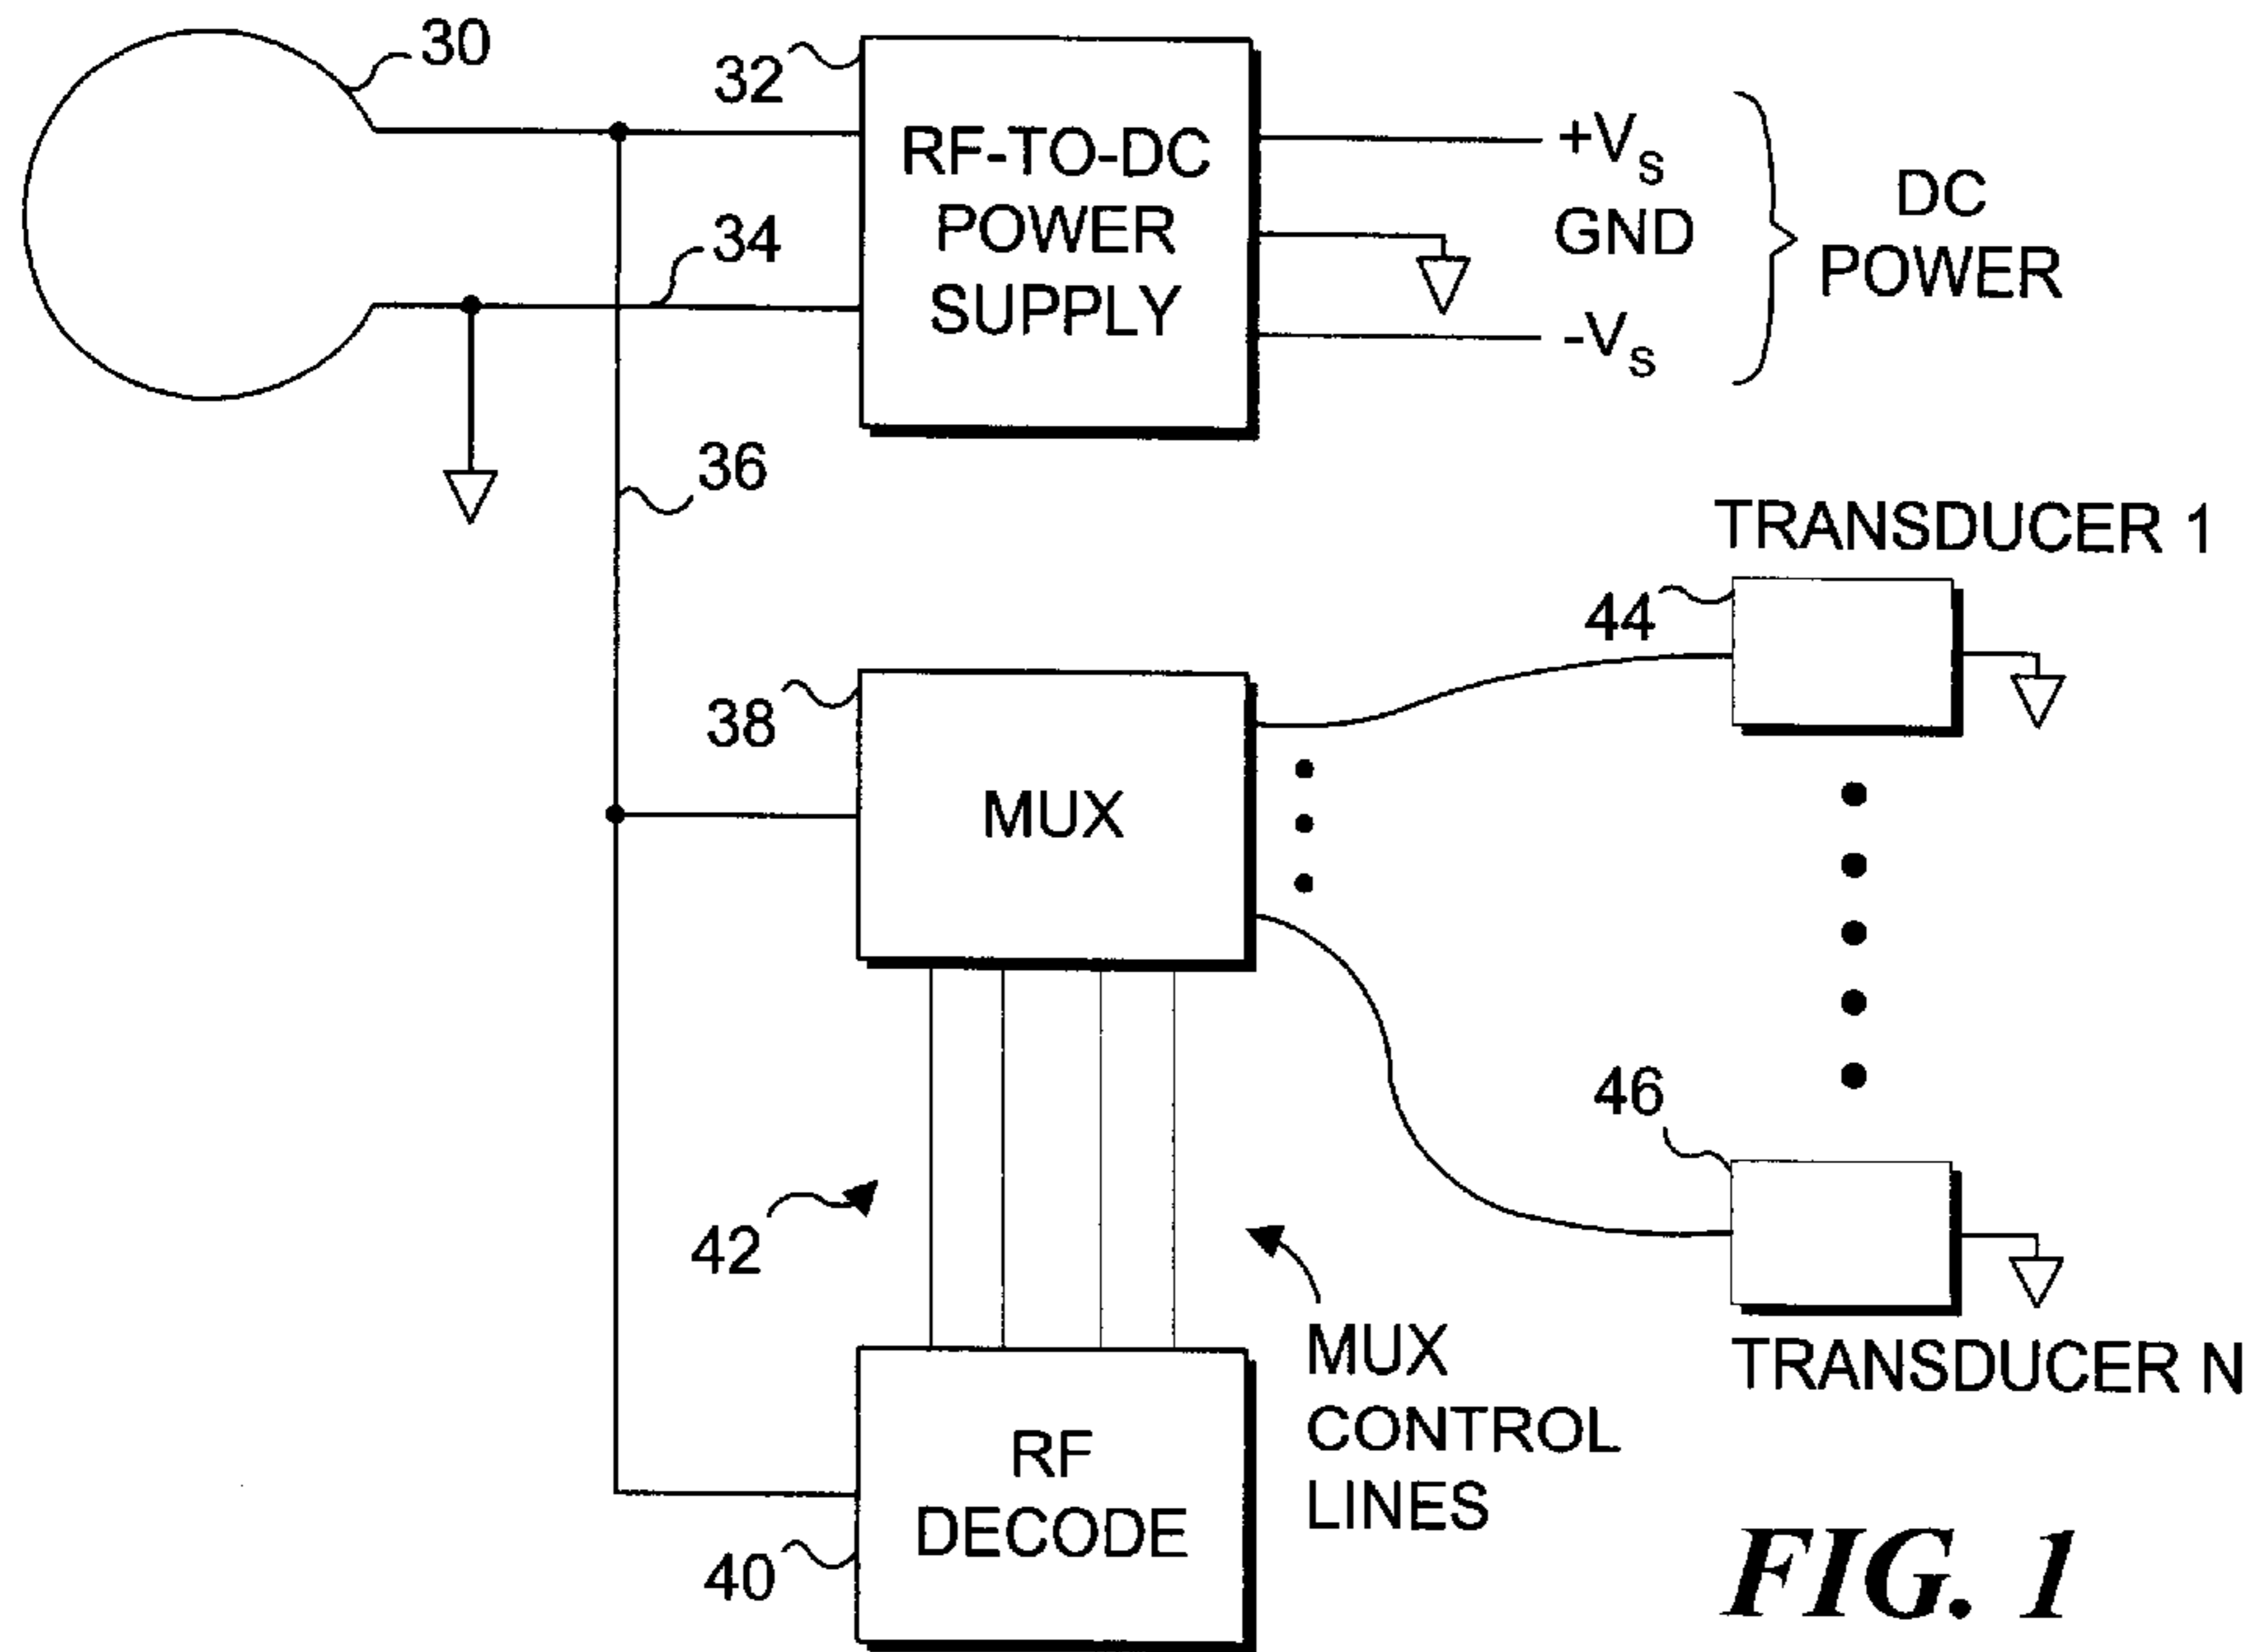 30
32
RF-TO-DC
POWER
SUPPLY
+VS
GND
-VS
DC
POWER
34
36
TRANSDUCER 1
44
38
MUX
46
42
TRANSDUCER N
MUX
CONTROL
LINES
RF
DECODE
40
FIG. 1